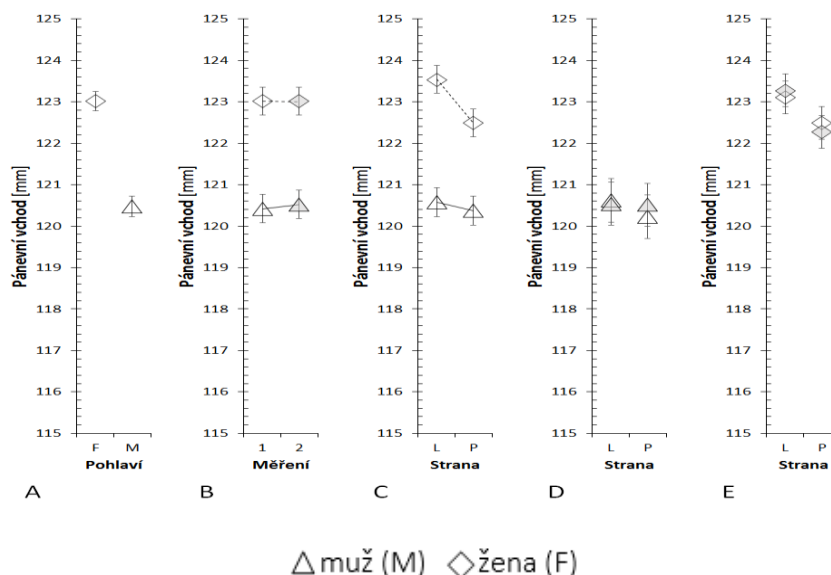 125 125 125 125 125
124 124 124 124 124
123 123 123 123 123
122 122 122 122 122
121 121 121 121 121
120 120 120 120 120
119 119 119 119 119
118 118 118 118 118
117 117 117 117 117
116 116 116 116 116
115 115 115 115 115
Pánevní vchod [mm] Pánevní vchod [mm] Pánevní vchod [mm] Pánevní vchod [mm] Pánevní vchod [mm]
F M 1 2 L P L P L P
Pohlaví Měření Strana Strana Strana
A B C D E
muž (M) žena (F)